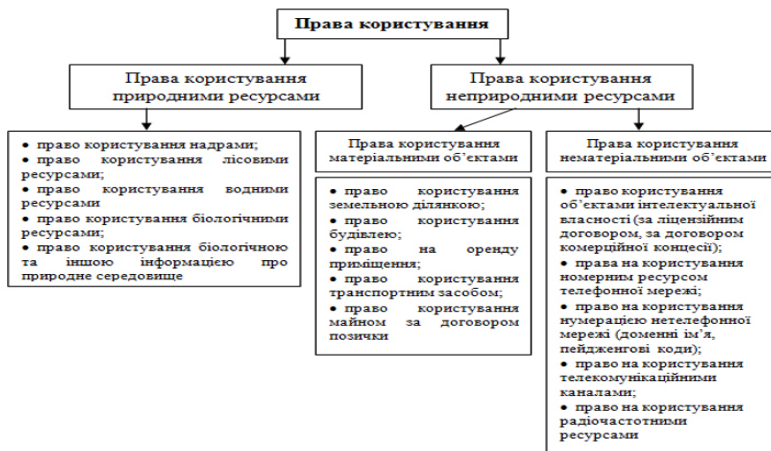 Права користування
Права користування
природними ресурсами
Права користування
неприродними ресурсами
• право користування надрами;
• право користування лісовими
ресурсами;
• право користування водними
ресурсами
• право користування біологічними
ресурсами;
• право користування біологічною
та іншою інформацією про
природне середовище
Права користування
матеріальними об’єктами
• право користування
земельною ділянкою;
• право користування
будівлею;
• право на оренду
приміщення;
• право користування
транспортним засобом;
• право користування
майном за договором
позички
Права користування
нематеріальними об’єктами
• право користування
об’єктами інтелектуальної
власності (за ліцензійним
договором, за договором
комерційної концесії);
• права на користування
номерним ресурсом
телефонної мережі;
• право на користування
нумерацією нетелефонної
мережі (доменні ім’я,
пейдженгові коди);
• право на користування
телекомунікаційними
каналами;
• право на користування
радіочастотними
ресурсами